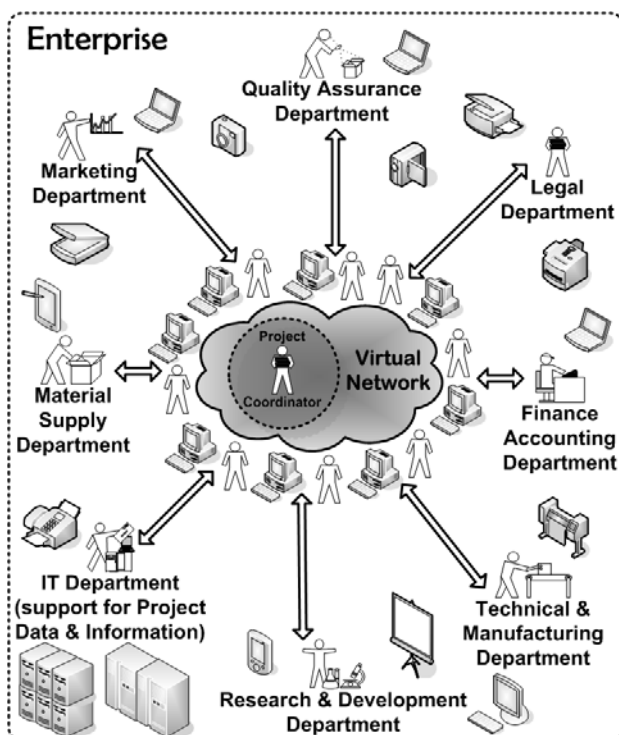 Enterprise
Quality Assurance
Department
Marketing
Department
Legal
Department
Project
Coordinator
Virtual
Network
Material
Supply
Department
Finance
Accounting
Department
IT Department
(support for Project
Data & Information)
Technical &
Manufacturing
Department
Research & Development
Department